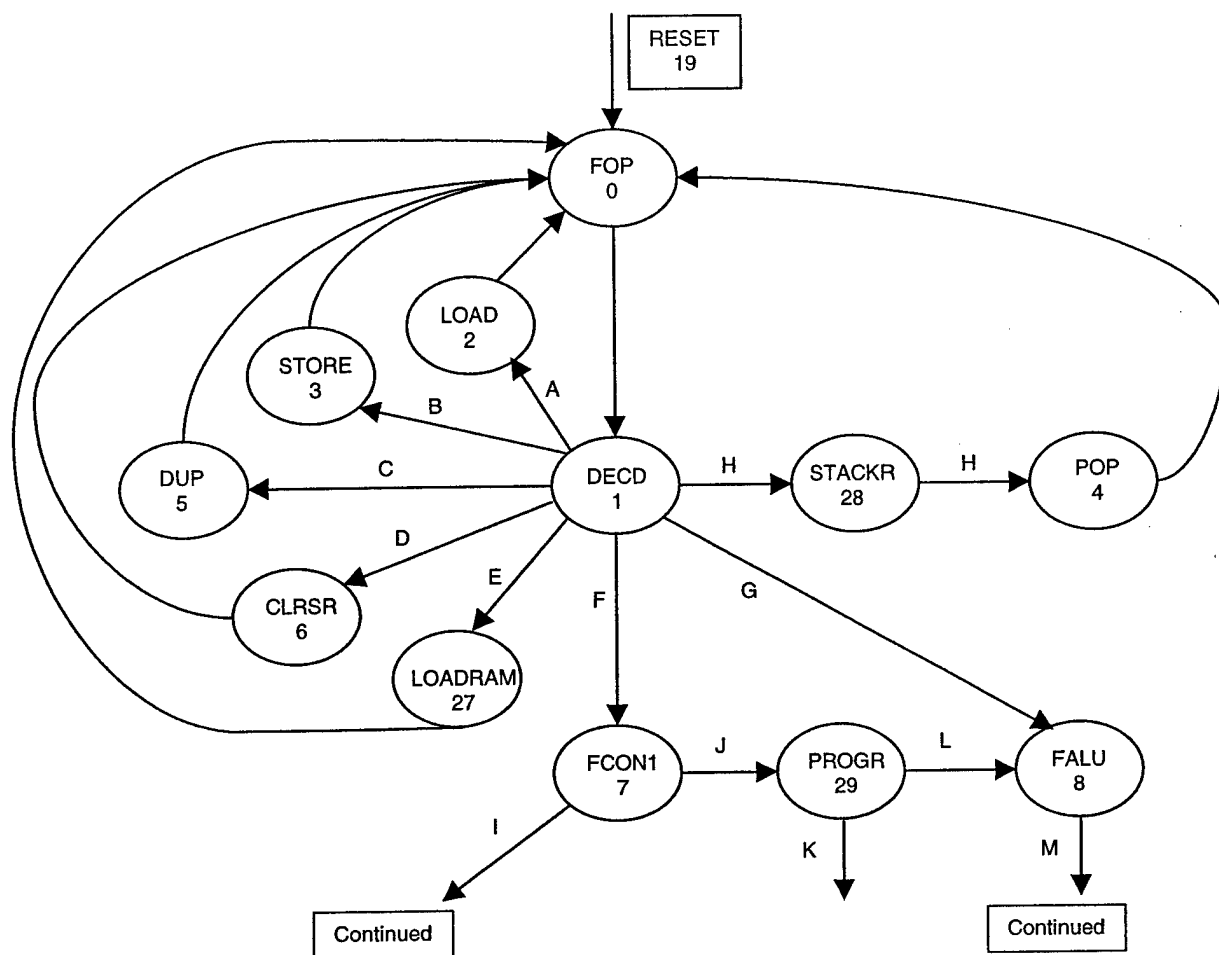 RESET
19
FOP
0
LOAD
2
STORE
3
A
B
DUP
5
C
DECD
1
H
STACKR
28
H
POP
4
D
E
F
G
CLRSR
6
LOADRAM
27
FCON1
7
J
PROGR
29
L
FALU
8
I
K
M
Continued
Continued